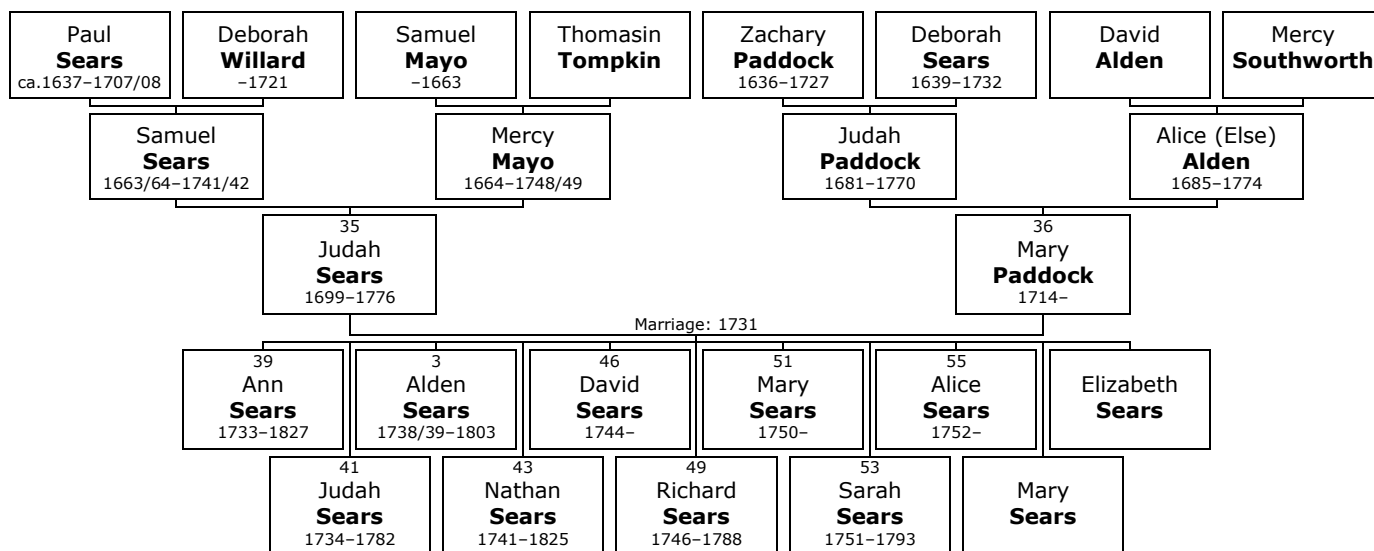 Paul
Sears
ca.1637–1707/08
Deborah
Willard
–1721
Samuel
Mayo
–1663
Thomasin
Tompkin
Zachary
Paddock
1636–1727
Deborah
Sears
1639–1732
David
Alden
Mercy
Southworth
Samuel
Sears
1663/64–1741/42
Mercy
Mayo
1664–1748/49
Judah
Paddock
1681–1770
Alice (Else)
Alden
1685–1774
35
Judah
Sears
1699–1776
36
Mary
Paddock
1714–
Marriage: 1731
39
Ann
Sears
1733–1827
3
Alden
Sears
1738/39–1803
46
David
Sears
1744–
51
Mary
Sears
1750–
55
Alice
Sears
1752–
Elizabeth
Sears
41
Judah
Sears
1734–1782
43
Nathan
Sears
1741–1825
49
Richard
Sears
1746–1788
53
Sarah
Sears
1751–1793
Mary
Sears